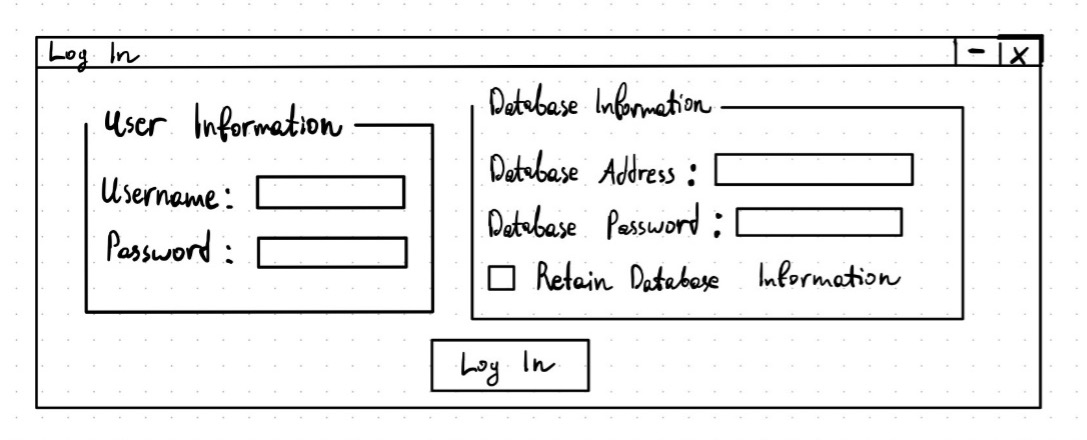 Log In - X
User Information
Username:
Password:
Database Information
Database Address:
Database Password:
Retain Database Information
Log In